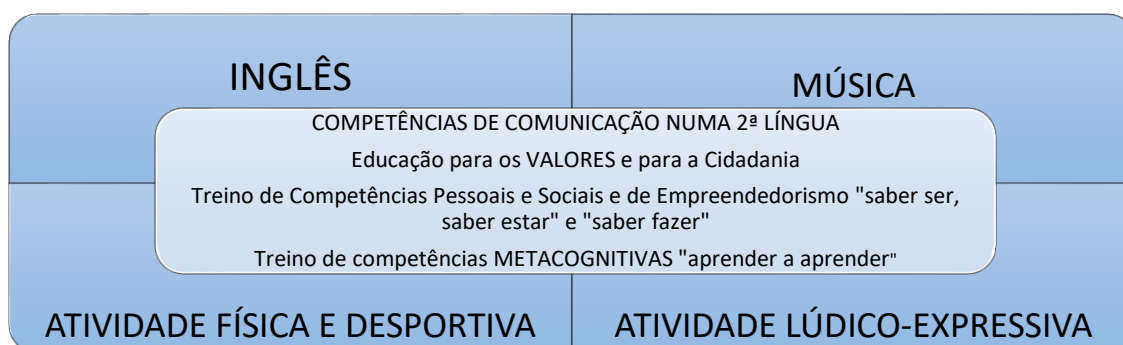 INGLÊS
MÚSICA
COMPETÊNCIAS DE COMUNICAÇÃO NUMA 2ª LÍNGUA
Educação para os VALORES e para a Cidadania
Treino de Competências Pessoais e Sociais e de Empreendedorismo "saber ser,
saber estar" e "saber fazer"
Treino de competências METACOGNITIVAS "aprender a aprender"
ATIVIDADE FÍSICA E DESPORTIVA
ATIVIDADE LÚDICO-EXPRESSIVA